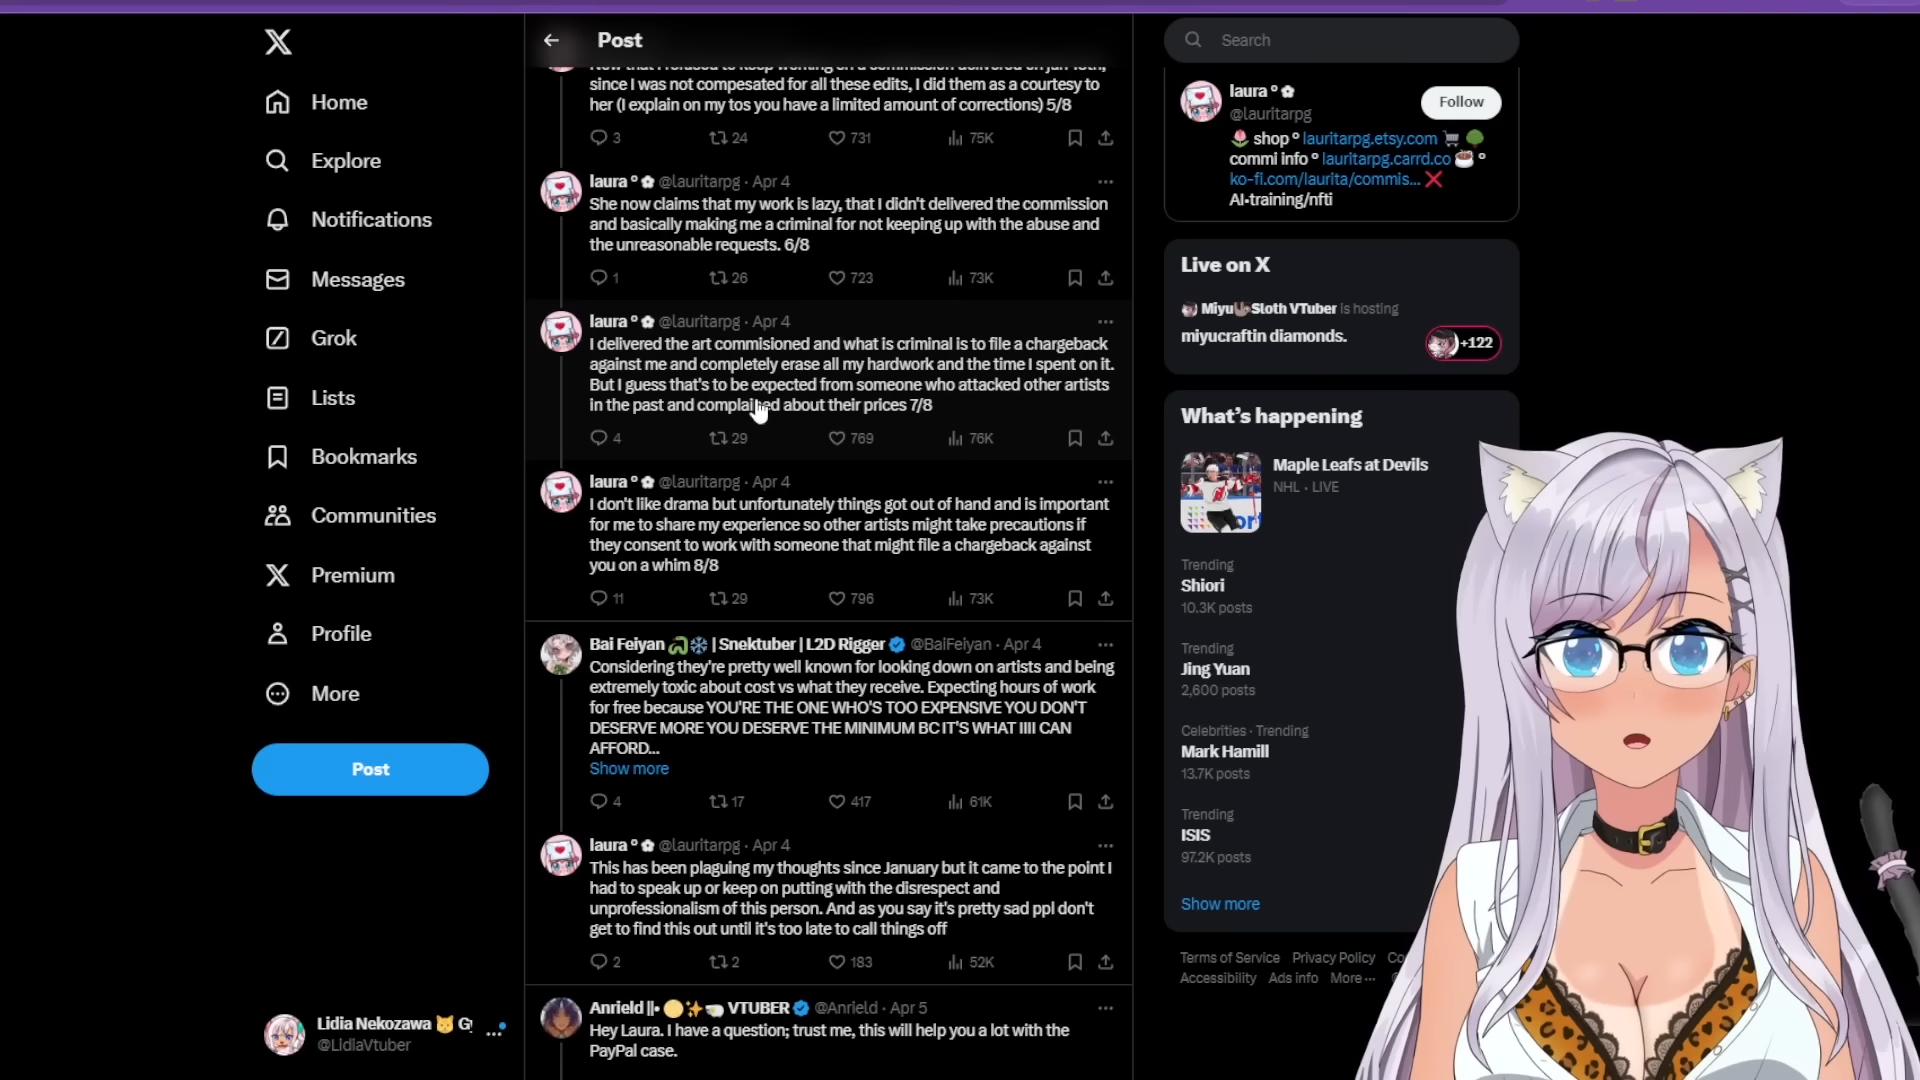 Post
Search
Home
Explore
Notifications
Messages
Grok
Lists
Bookmarks
Communities
Premium
Profile
More
Post
Lidia Nekozawa
@LidiaVtuber
since I was not compesated for all these edits, I did them as a courtesy to
her (I explain on my tos you have a limited amount of corrections) 5/8
3 24 731 75K
laura º @lauritarpg · Apr 4
She now claims that my work is lazy, that I didn't delivered the commission
and basically making me a criminal for not keeping up with the abuse and
the unreasonable requests. 6/8
1 26 723 73K
laura º @lauritarpg · Apr 4
I delivered the art commisioned and what is criminal is to file a chargeback
against me and completely erase all my hardwork and the time I spent on it.
But I guess that's to be expected from someone who attacked other artists
in the past and complained about their prices 7/8
4 29 769 76K
laura º @lauritarpg · Apr 4
I don't like drama but unfortunately things got out of hand and is important
for me to share my experience so other artists might take precautions if
they consent to work with someone that might file a chargeback against
you on a whim 8/8
11 29 796 73K
Bai Feiyan | Snektuber | L2D Rigger @BaiFeiyan · Apr 4
Considering they're pretty well known for looking down on artists and being
extremely toxic about cost vs what they receive. Expecting hours of work
for free because YOU'RE THE ONE WHO'S TOO EXPENSIVE YOU DON'T
DESERVE MORE YOU DESERVE THE MINIMUM BC IT'S WHAT IIII CAN
AFFORD...
Show more
4 17 417 61K
laura º @lauritarpg · Apr 4
This has been plaguing my thoughts since January but it came to the point I
had to speak up or keep on putting with the disrespect and
unprofessionalism of this person. And as you say it's pretty sad ppl don't
get to find this out until it's too late to call things off
2 2 183 52K
Anrield ||• VTUBER @Anrield · Apr 5
Hey Laura. I have a question; trust me, this will help you a lot with the
PayPal case.
laura º
@lauritarpg
Follow
shop º lauritarpg.etsy.com
commi info º lauritarpg.carrd.co º
ko-fi.com/laurita/commis...
AI-training/nfti
Live on X
Miyu Sloth VTuber is hosting
miyucraftin diamonds.
+122
What's happening
Maple Leafs at Devils
NHL · LIVE
Trending
Shiori
10.3K posts
Trending
Jing Yuan
2,600 posts
Celebrities · Trending
Mark Hamill
13.7K posts
Trending
ISIS
97.2K posts
Show more
Terms of Service Privacy Policy
Accessibility Ads info More ···